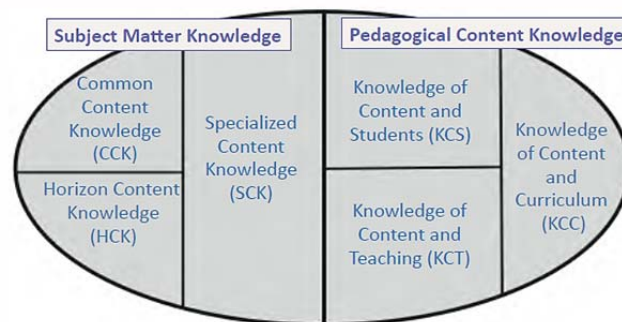 Subject Matter Knowledge
Pedagogical Content Knowledge
Common
Content
Knowledge
(CCK)
Horizon Content
Knowledge
(HCK)
Specialized
Content
Knowledge
(SCK)
Knowledge of
Content and
Students (KCS)
Knowledge of
Content and
Teaching (KCT)
Knowledge
of Content
and
Curriculum
(KCC)